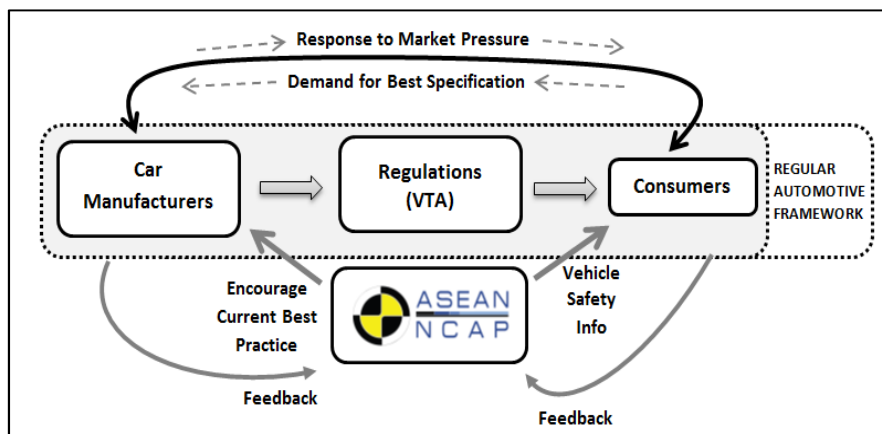 Response to Market Pressure
Demand for Best Specification
Car
Manufacturers
Regulations
(VTA)
Consumers
REGULAR
AUTOMOTIVE
FRAMEWORK
Encourage
Current Best
Practice
ASEAN
NCAP
Vehicle
Safety
Info
Feedback
Feedback